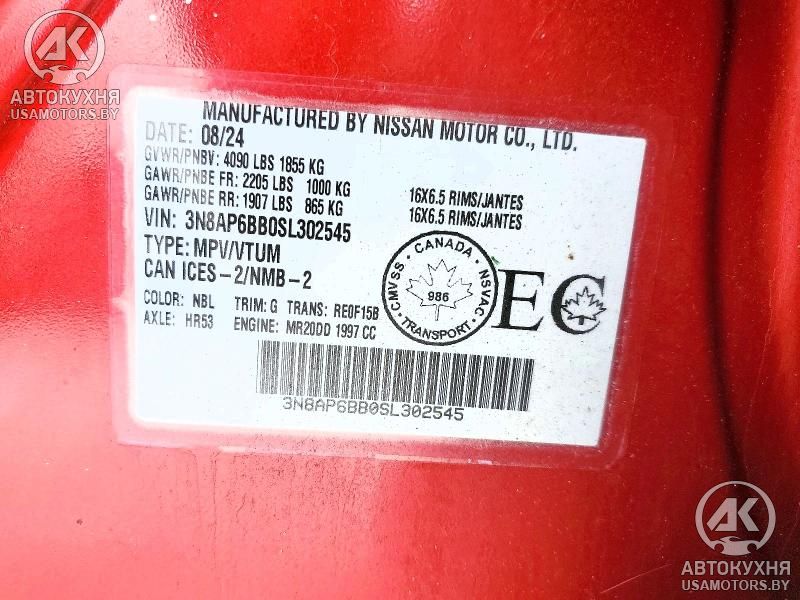 AK
АВТОКУХНЯ
USAMOTORS.BY
MANUFACTURED BY NISSAN MOTOR CO., LTD.
DATE: 08/24
GVWR/PNBV: 4090 LBS 1855 KG
GAWR/PNBE FR: 2205 LBS 1000 KG 16X6.5 RIMS/JANTES
GAWR/PNBE RR: 1907 LBS 865 KG 16X6.5 RIMS/JANTES
VIN: 3N8AP6BB0SL302545
TYPE: MPV/VTUM
CAN ICES-2/NMB-2
CANADA
CMVSS 986 NSVAC
TRANSPORT
EC
COLOR: NBL TRIM: G TRANS: RE0F15B
AXLE: HR53 ENGINE: MR20DD 1997 CC
3N8AP6BB0SL302545
AK
АВТОКУХНЯ
USAMOTORS.BY